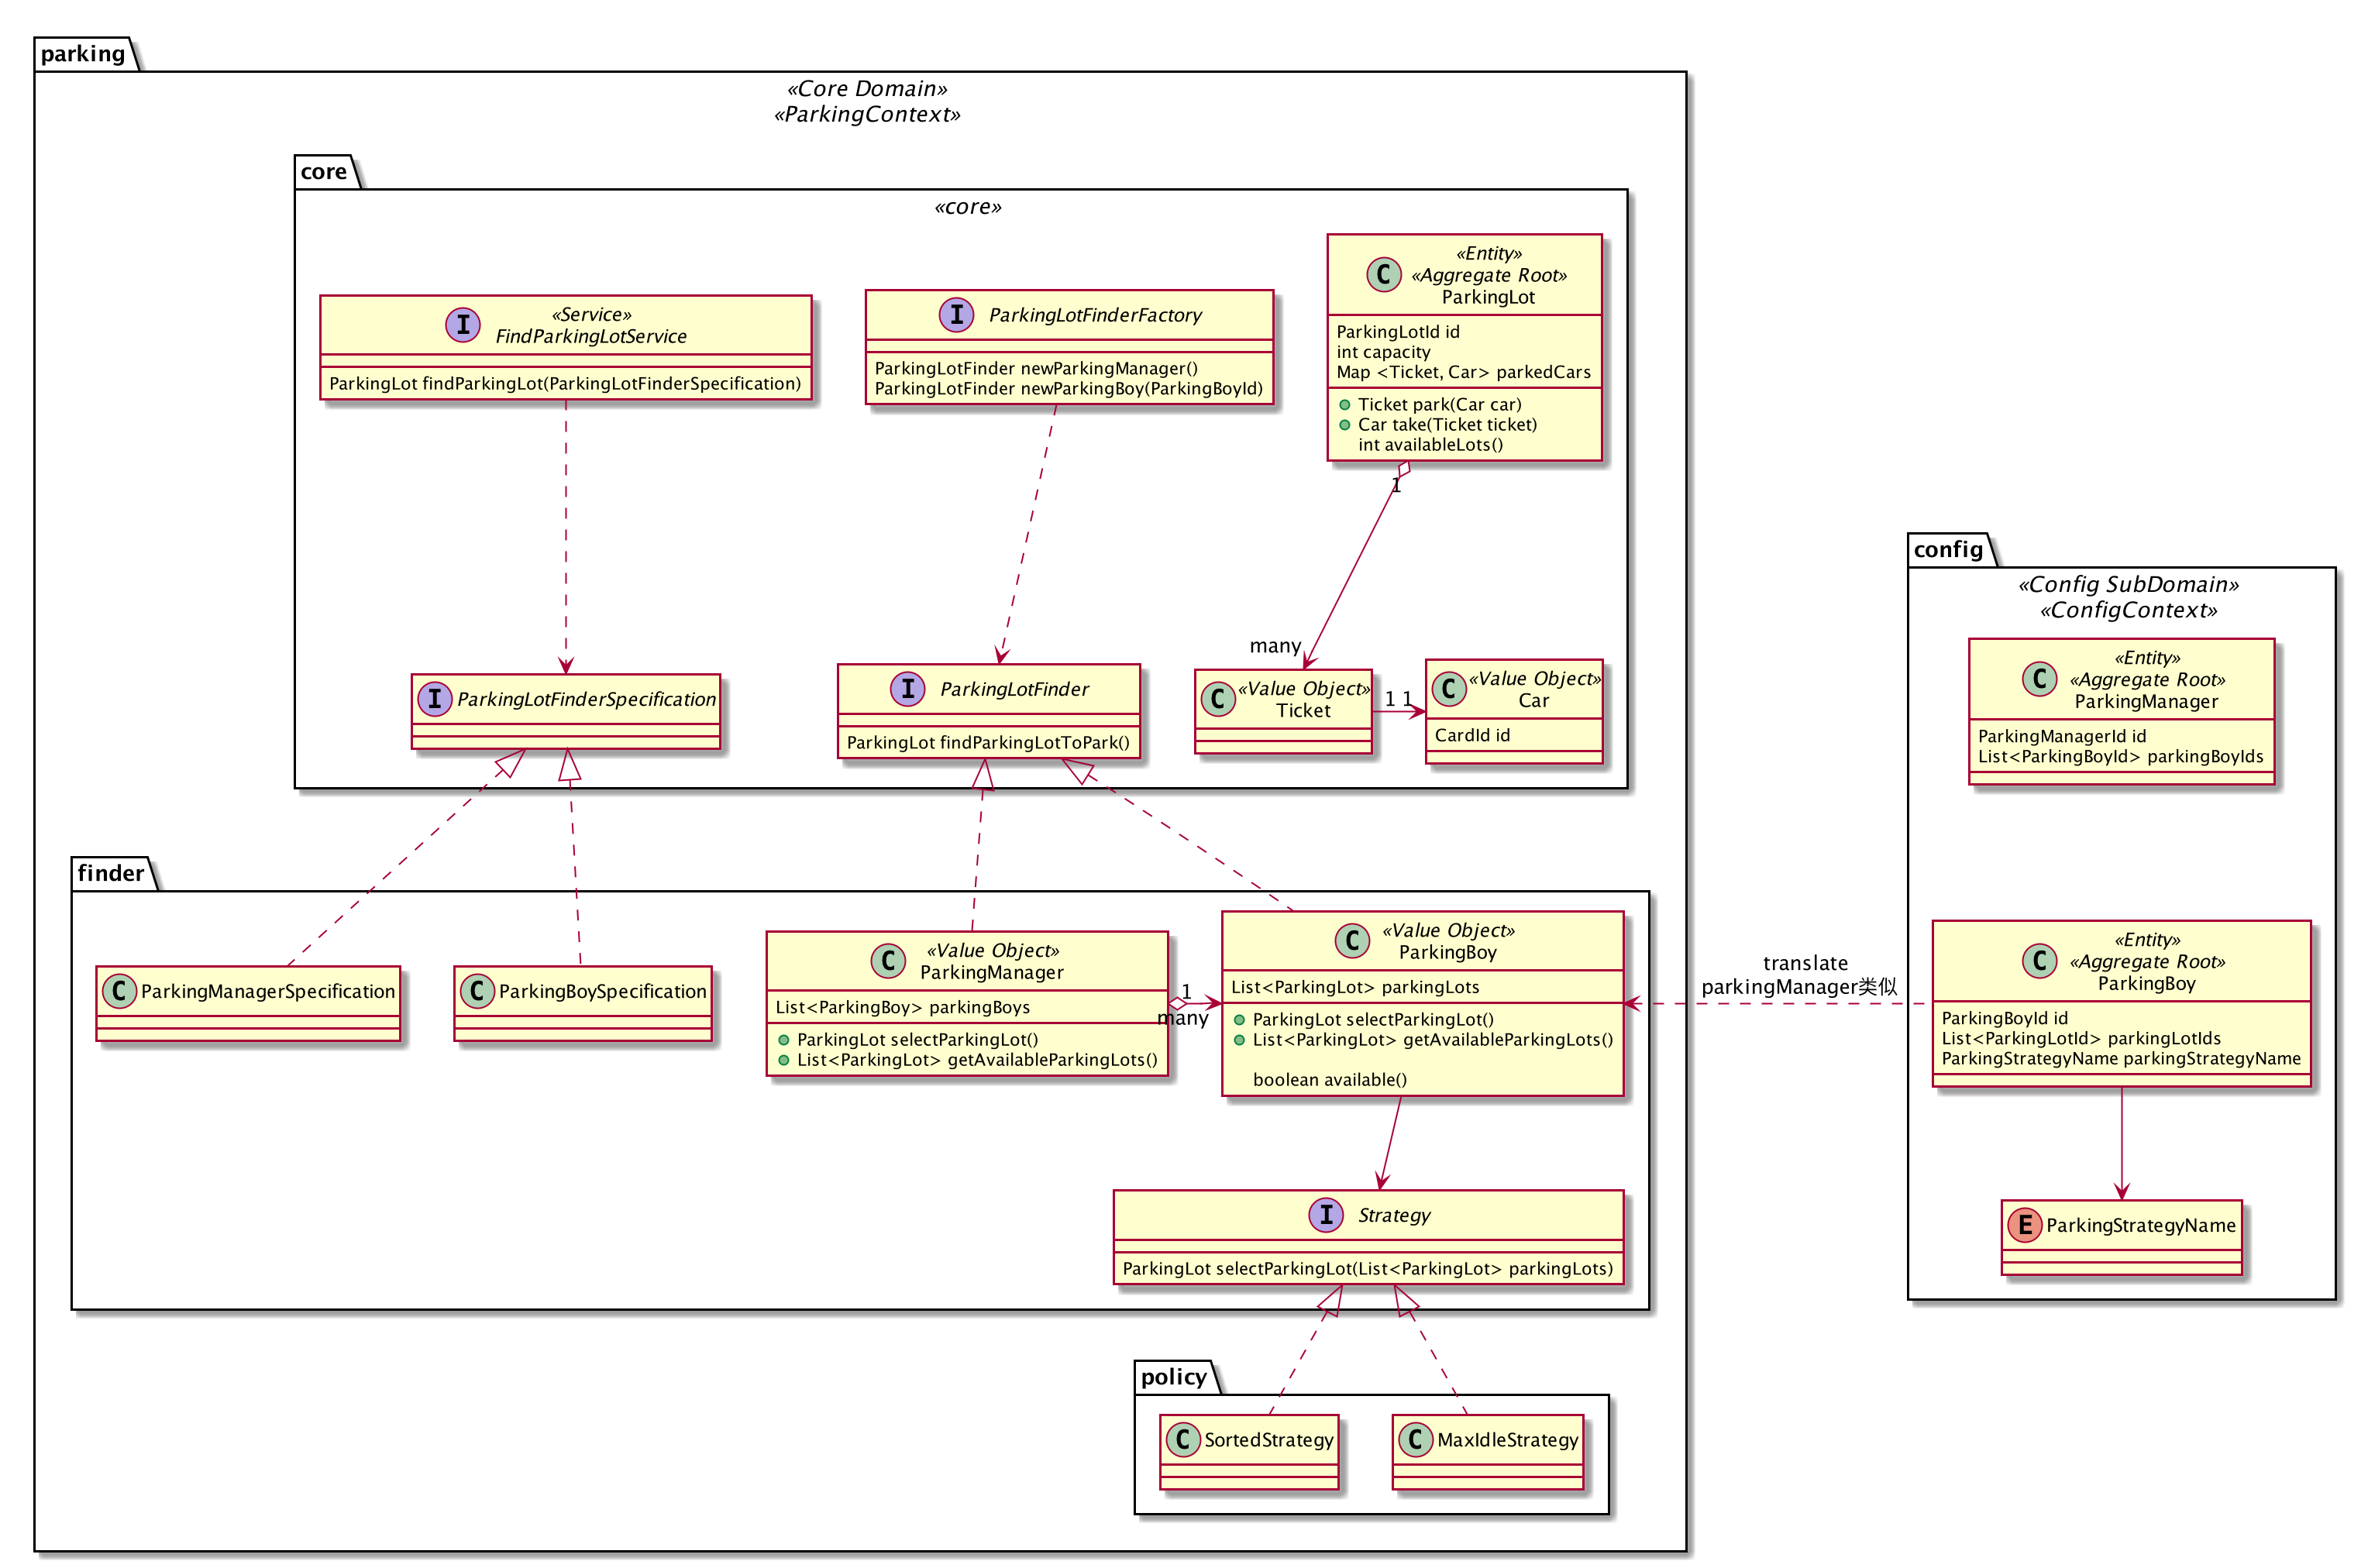 parking
«Core Domain»
«ParkingContext»
core
«core»
«Service»
FindParkingLotService
ParkingLot findParkingLot(ParkingLotFinderSpecification)
ParkingLotFinderFactory
ParkingLotFinder newParkingManager()
ParkingLotFinder newParkingBoy(ParkingBoyId)
«Entity»
«Aggregate Root»
ParkingLot
ParkingLotId id
int capacity
Map <Ticket, Car> parkedCars
Ticket park(Car car)
Car take(Ticket ticket)
int availableLots()
1
many
ParkingLotFinderSpecification
ParkingLotFinder
ParkingLot findParkingLotToPark()
«Value Object»
Ticket
1 1
«Value Object»
Car
CardId id
finder
ParkingManagerSpecification
ParkingBoySpecification
«Value Object»
ParkingManager
List<ParkingBoy> parkingBoys
ParkingLot selectParkingLot()
List<ParkingLot> getAvailableParkingLots()
1
many
«Value Object»
ParkingBoy
List<ParkingLot> parkingLots
ParkingLot selectParkingLot()
List<ParkingLot> getAvailableParkingLots()
boolean available()
Strategy
ParkingLot selectParkingLot(List<ParkingLot> parkingLots)
policy
SortedStrategy
MaxIdleStrategy
translate
parkingManager类似
config
«Config SubDomain»
«ConfigContext»
«Entity»
«Aggregate Root»
ParkingManager
ParkingManagerId id
List<ParkingBoyId> parkingBoyIds
«Entity»
«Aggregate Root»
ParkingBoy
ParkingBoyId id
List<ParkingLotId> parkingLotIds
ParkingStrategyName parkingStrategyName
ParkingStrategyName